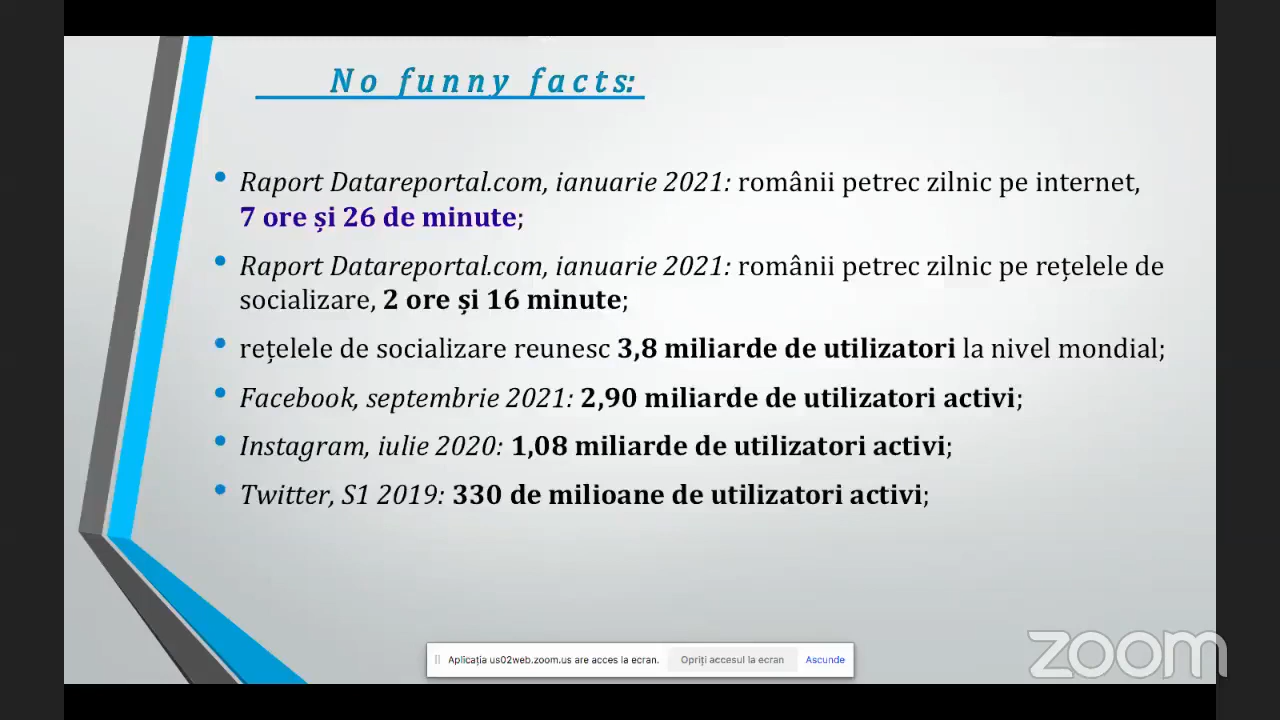 No funny facts:
• Raport Datareportal.com, ianuarie 2021: românii petrec zilnic pe internet,
7 ore și 26 de minute;
• Raport Datareportal.com, ianuarie 2021: românii petrec zilnic pe rețelele de
socializare, 2 ore și 16 minute;
• rețelele de socializare reunesc 3,8 miliarde de utilizatori la nivel mondial;
• Facebook, septembrie 2021: 2,90 miliarde de utilizatori activi;
• Instagram, iulie 2020: 1,08 miliarde de utilizatori activi;
• Twitter, S1 2019: 330 de milioane de utilizatori activi;
Aplicația us02web.zoom.us are acces la ecran. Opriți accesul la ecran Ascunde
zoom